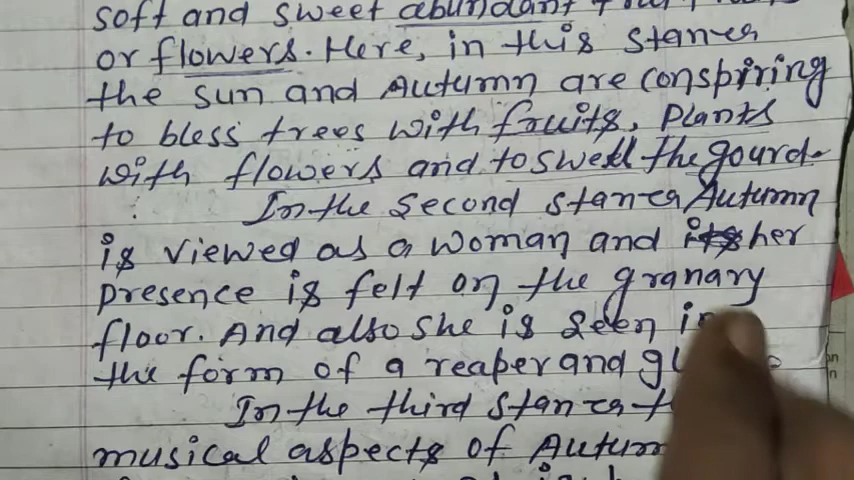 soft and sweet abundant
or flowers. Here, in this stanza
the sun and Autumn are conspiring
to bless trees with fruits, plants
with flowers and to swell the gourd.
In the second stanza Autumn
is viewed as a woman and its her
presence is felt on the granary
floor. And also she is seen in
the form of a reaper and
In the third stanza
musical aspects of Autumn